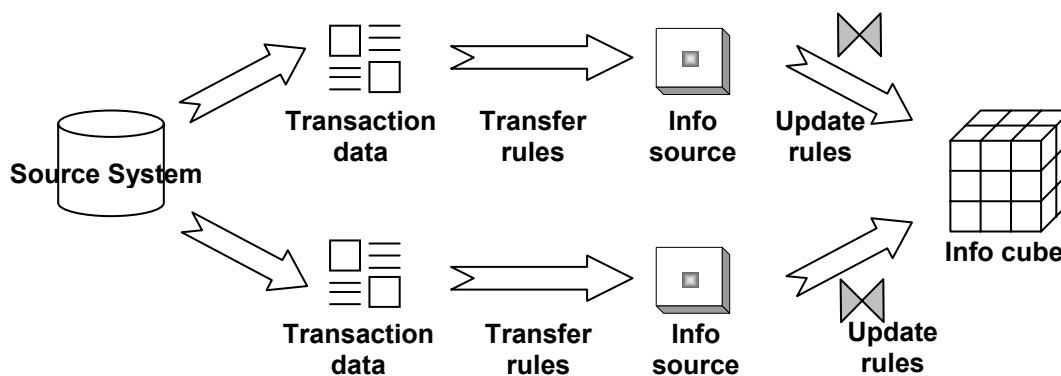 Transaction data
Transfer rules
Info source
Update rules
Source System
Info cube
Transaction data
Transfer rules
Info source
Update rules